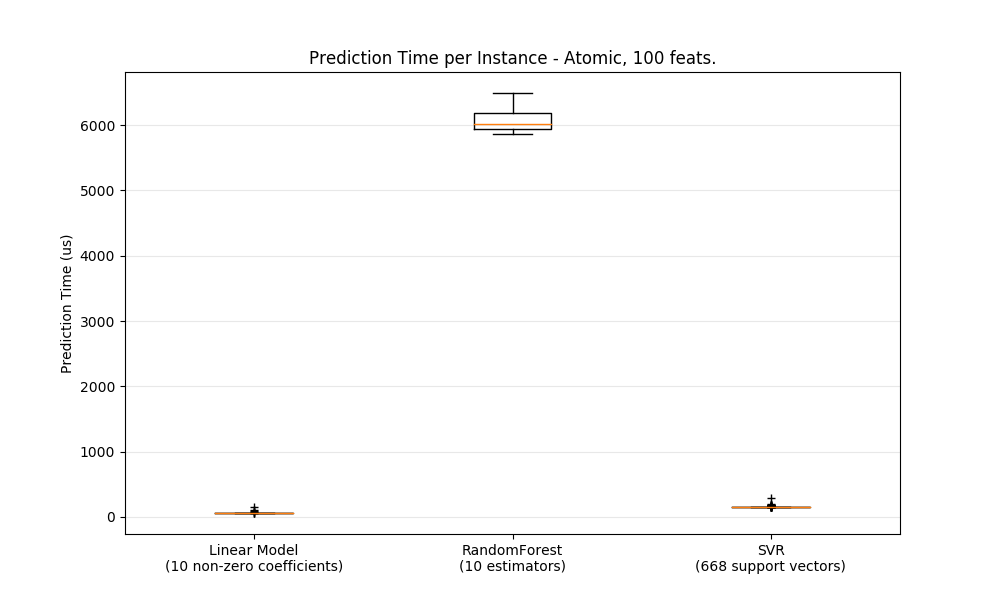 Prediction Time per Instance - Atomic, 100 feats.
Prediction Time (us)
6000
5000
4000
3000
2000
1000
0
Linear Model
(10 non-zero coefficients)
RandomForest
(10 estimators)
SVR
(668 support vectors)